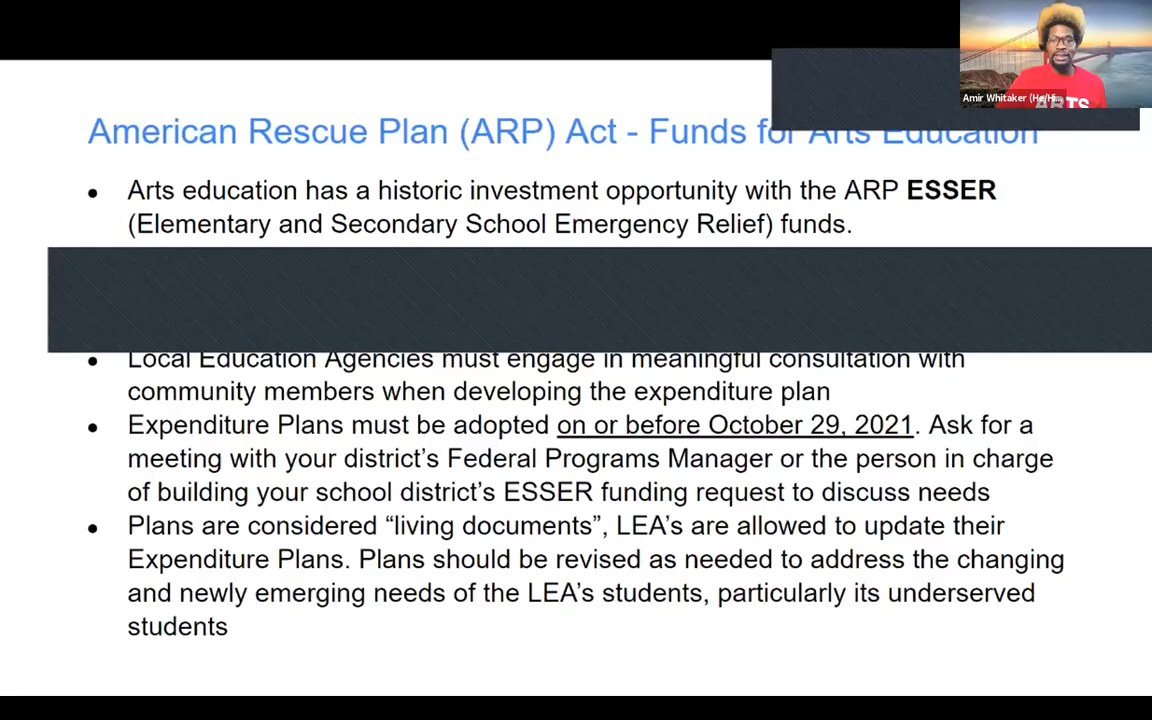 Amir Whitaker (He/Hi...
ARTS
American Rescue Plan (ARP) Act - Funds for Arts Education
● Arts education has a historic investment opportunity with the ARP ESSER
(Elementary and Secondary School Emergency Relief) funds.
● Local Education Agencies must engage in meaningful consultation with
community members when developing the expenditure plan
● Expenditure Plans must be adopted on or before October 29, 2021. Ask for a
meeting with your district’s Federal Programs Manager or the person in charge
of building your school district’s ESSER funding request to discuss needs
● Plans are considered “living documents”, LEA’s are allowed to update their
Expenditure Plans. Plans should be revised as needed to address the changing
and newly emerging needs of the LEA’s students, particularly its underserved
students